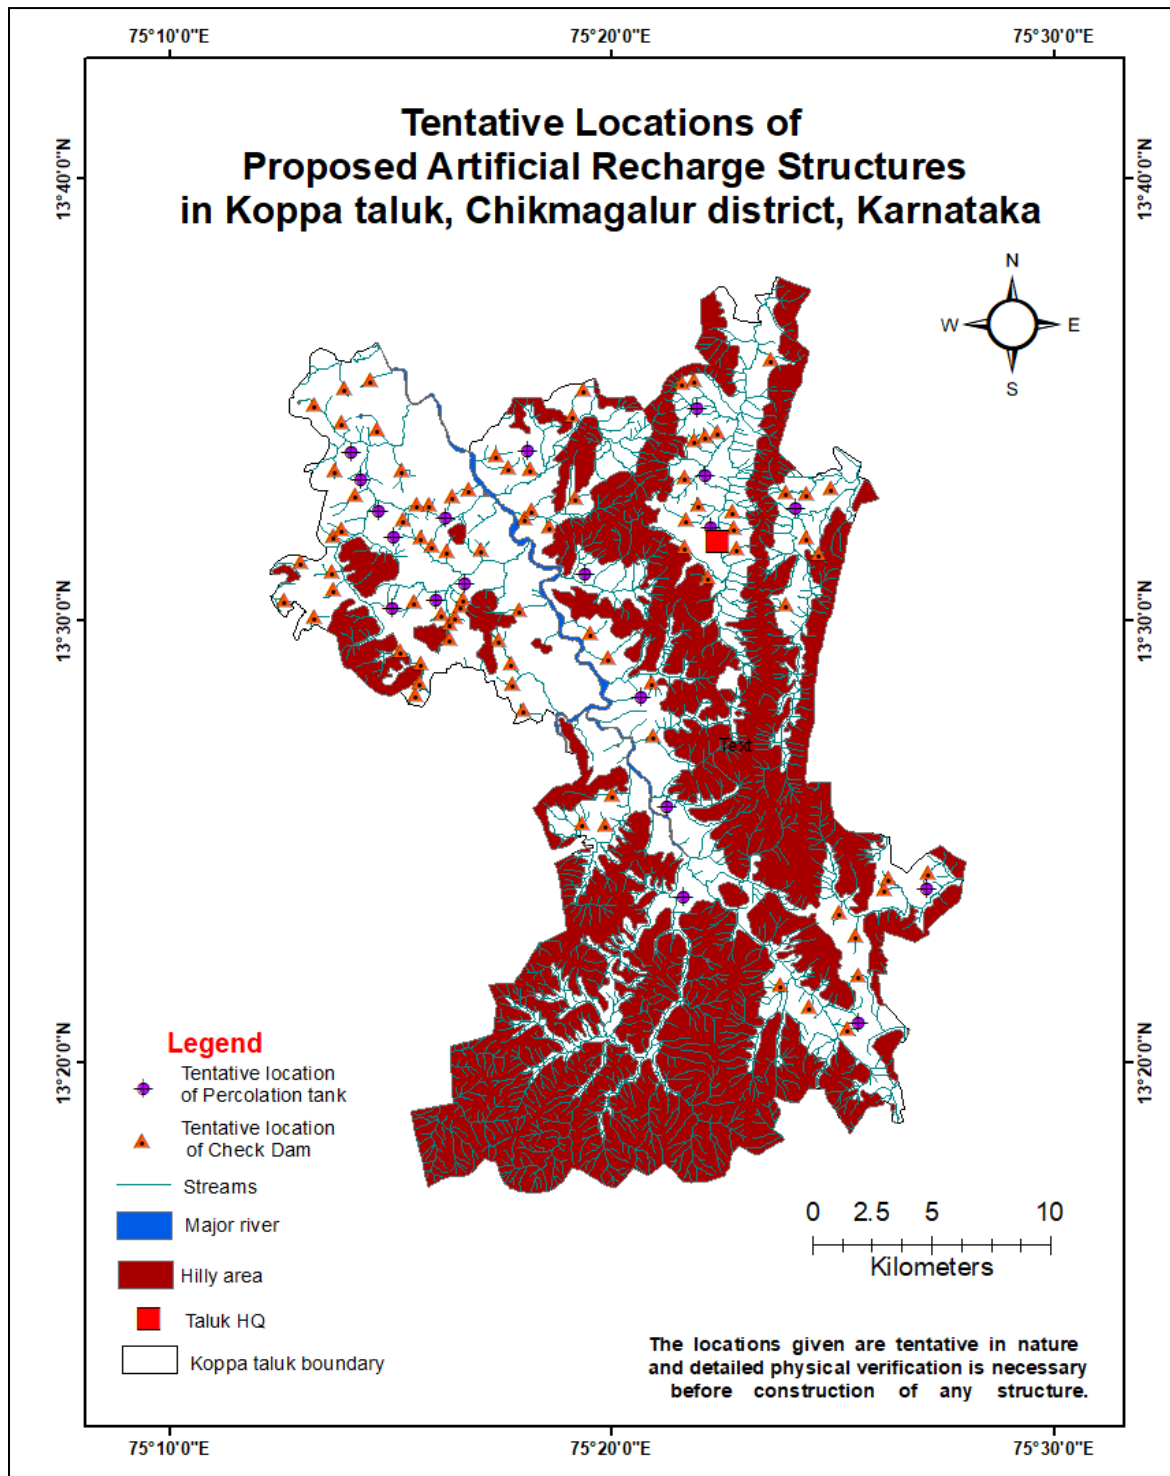 75°10'0"E 75°20'0"E 75°30'0"E
Tentative Locations of
Proposed Artificial Recharge Structures
in Koppa taluk, Chikmagalur district, Karnataka
13°40'0"N
13°40'0"N
N
W E
S
13°30'0"N
13°30'0"N
Text
Legend
Tentative location
of Percolation tank
Tentative location
of Check Dam
Streams
Major river
Hilly area
Taluk HQ
Koppa taluk boundary
13°20'0"N
13°20'0"N
0 2.5 5 10
Kilometers
The locations given are tentative in nature
and detailed physical verification is necessary
before construction of any structure.
75°10'0"E 75°20'0"E 75°30'0"E